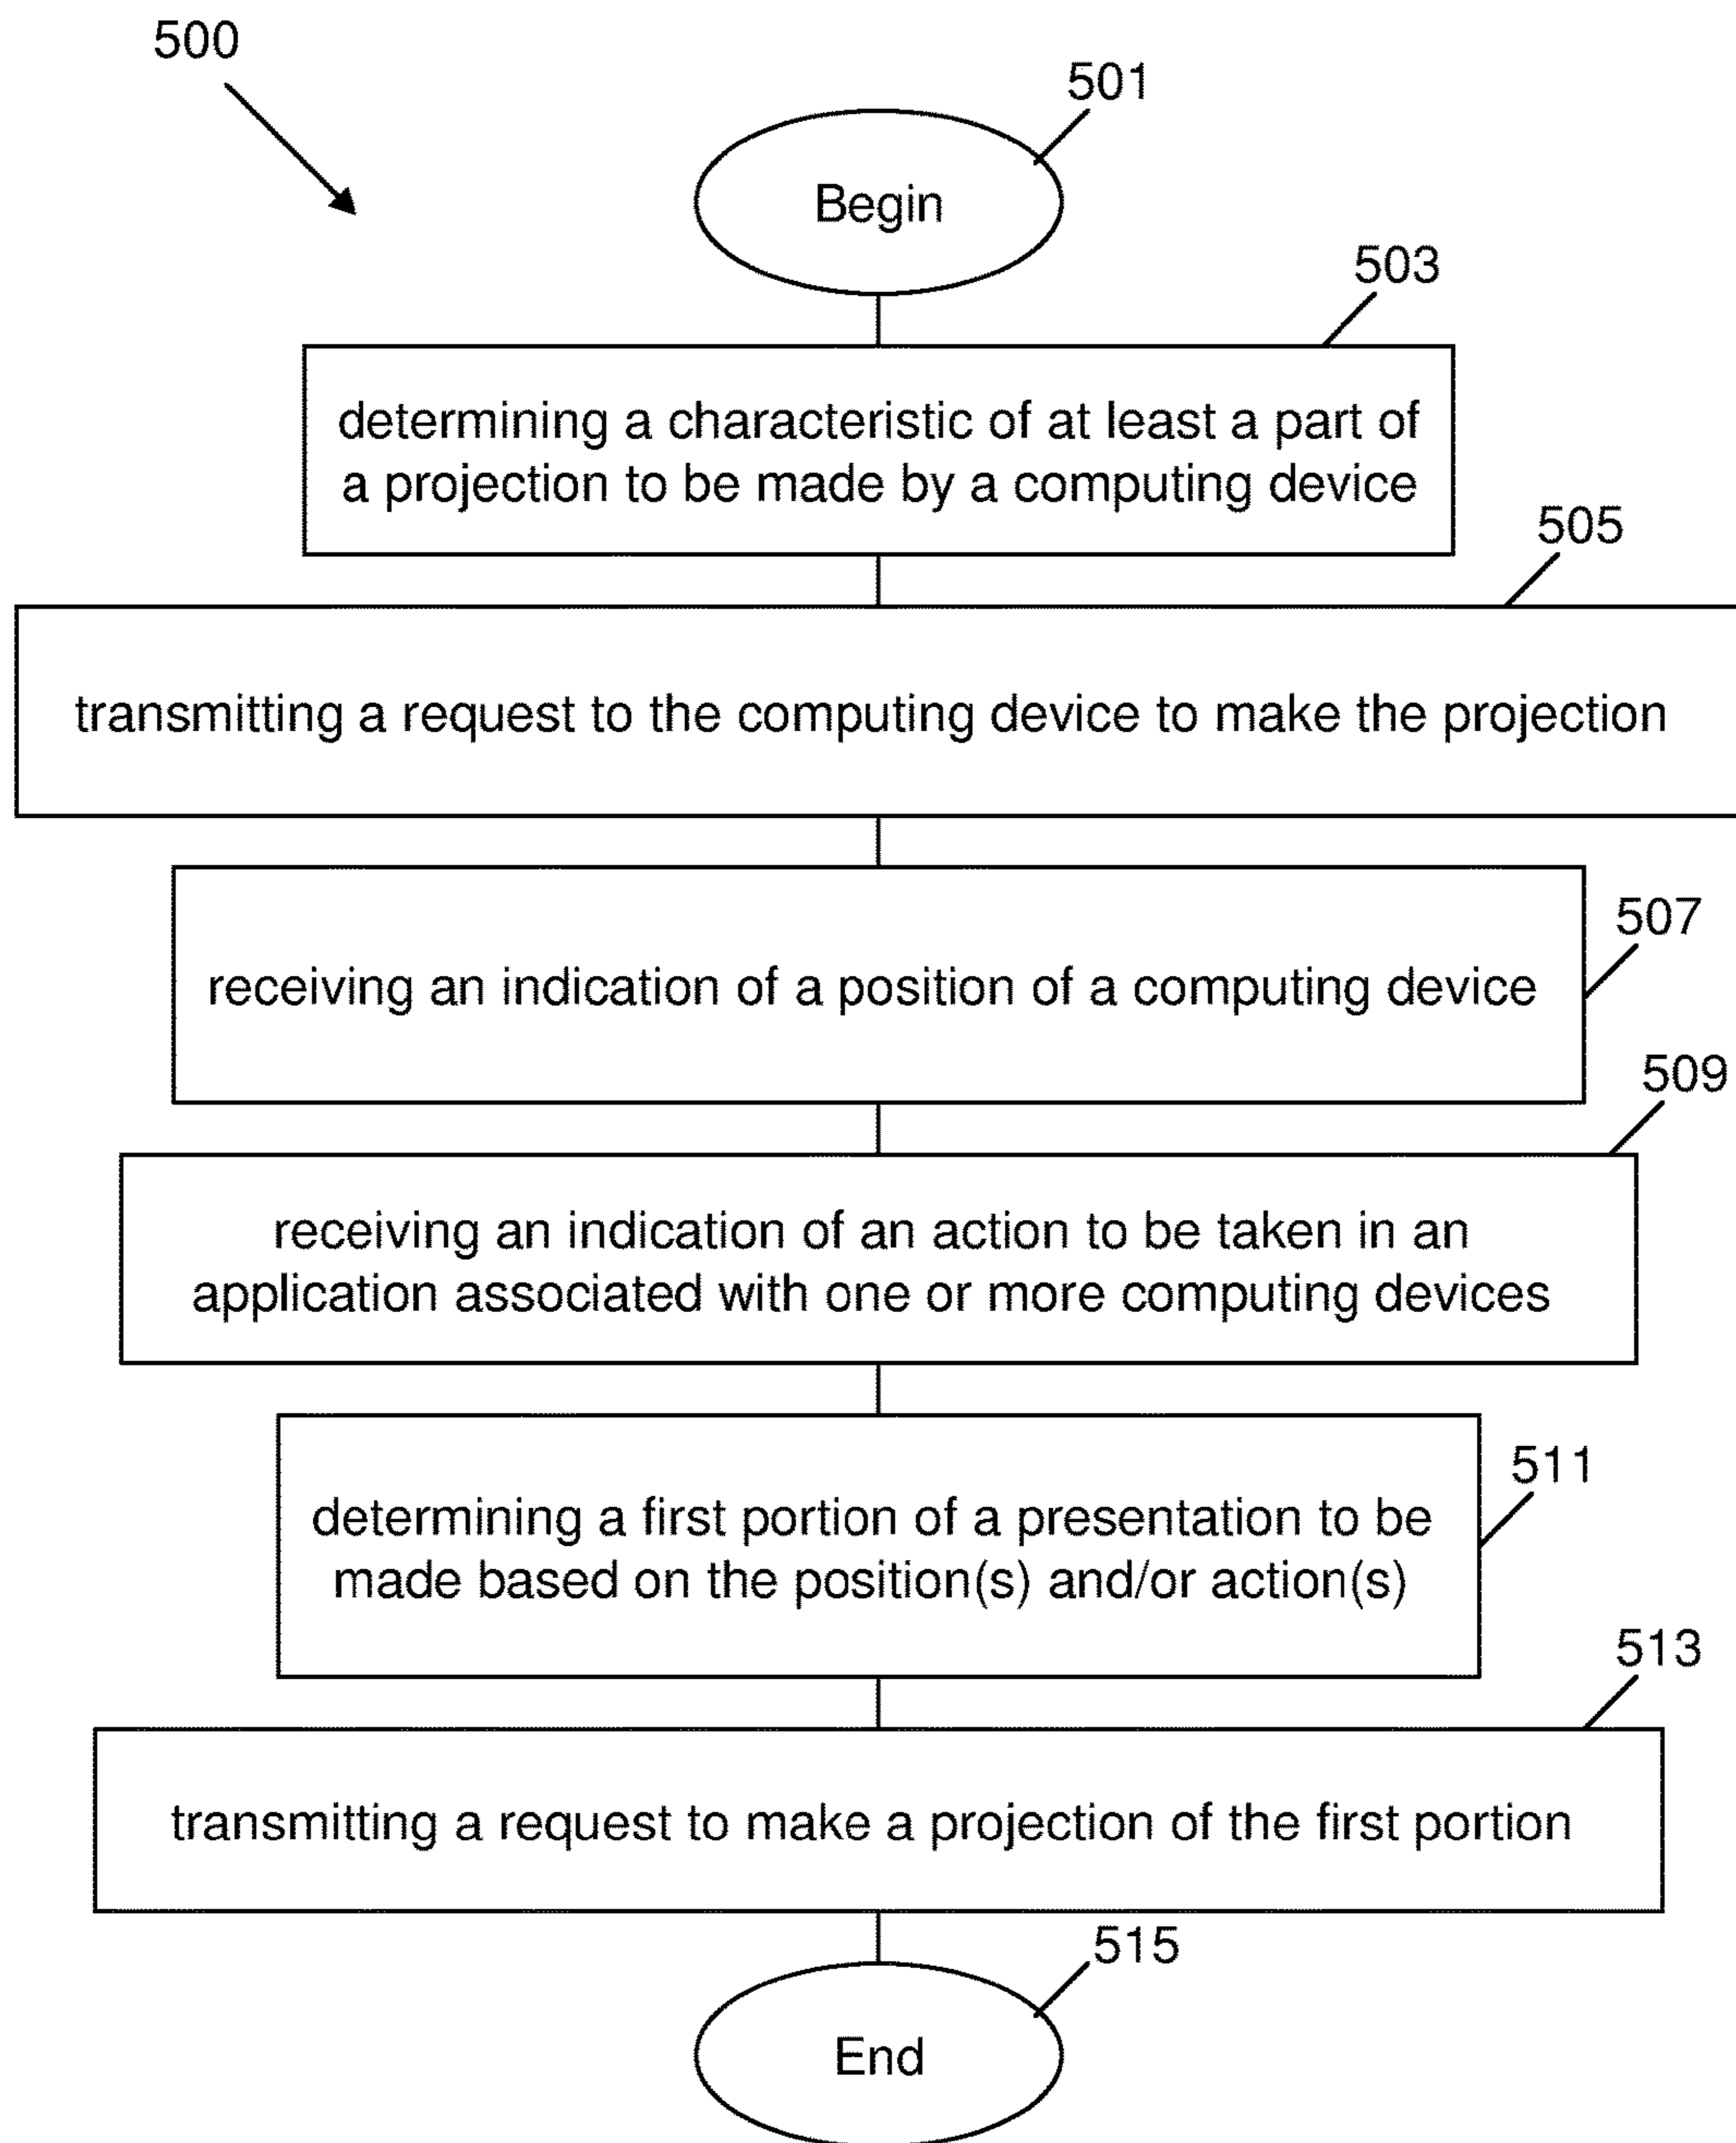 500
501
Begin
503
determining a characteristic of at least a part of
a projection to be made by a computing device
505
transmitting a request to the computing device to make the projection
507
receiving an indication of a position of a computing device
509
receiving an indication of an action to be taken in an
application associated with one or more computing devices
511
determining a first portion of a presentation to be
made based on the position(s) and/or action(s)
513
transmitting a request to make a projection of the first portion
515
End